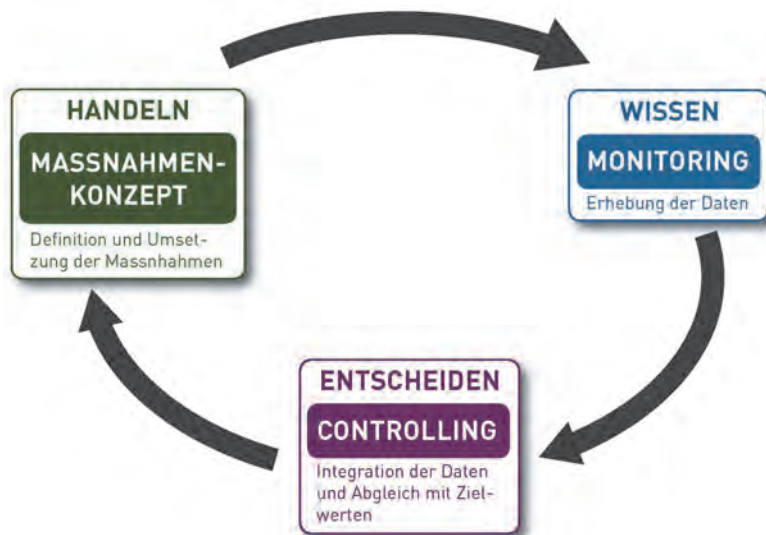 HANDELN
MASSNAHMEN-
KONZEPT
Definition und Umset-
zung der Massnhahmen
WISSEN
MONITORING
Erhebung der Daten
ENTSCHEIDEN
CONTROLLING
Integration der Daten
und Abgleich mit Ziel-
werten